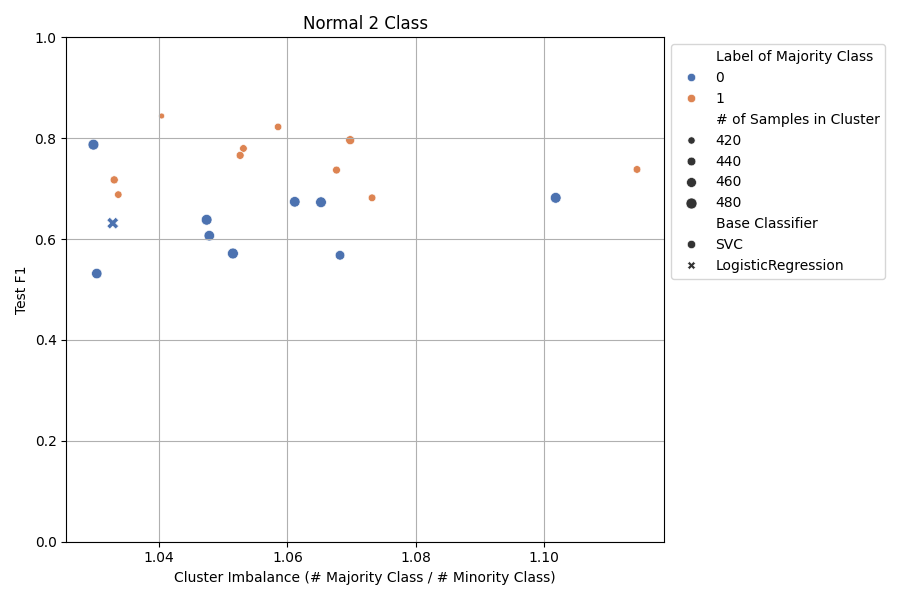 Normal 2 Class
1.0
0.8
0.6
0.4
0.2
0.0
Test F1
1.04
1.06
1.08
1.10
Cluster Imbalance (# Majority Class / # Minority Class)
Label of Majority Class
0
1
# of Samples in Cluster
420
440
460
480
Base Classifier
SVC
LogisticRegression